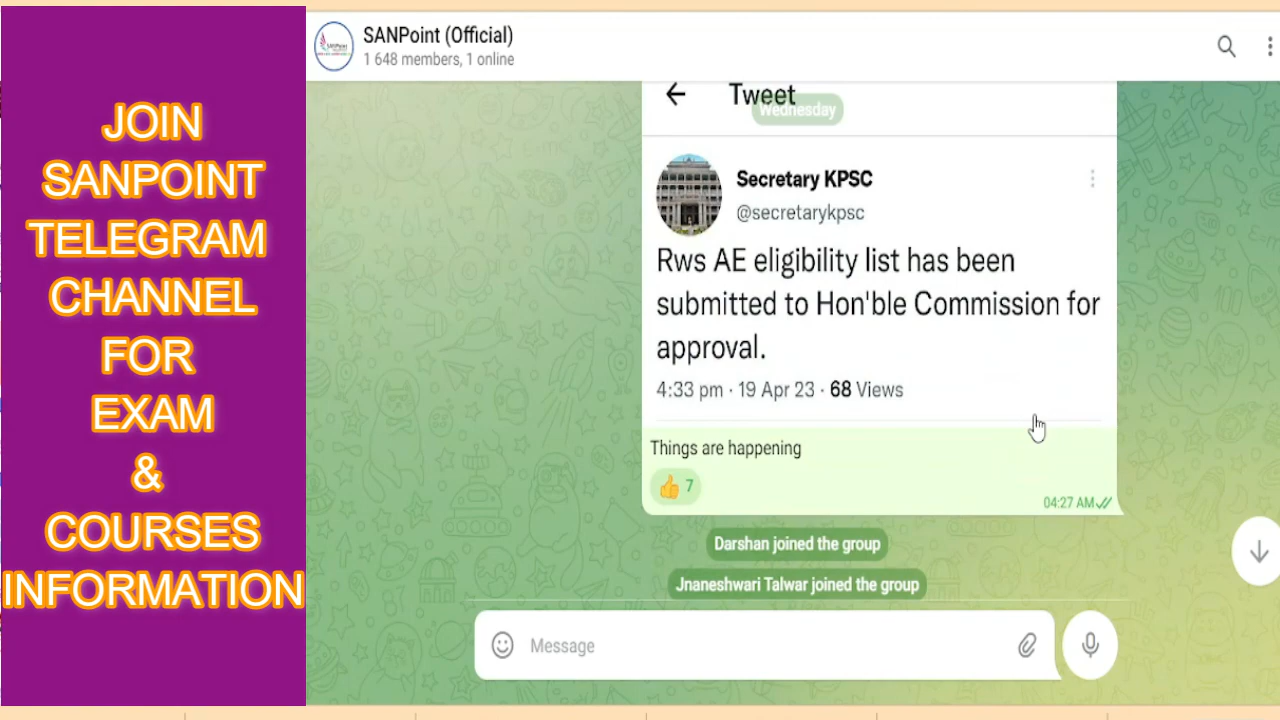 JOIN
SANPOINT
TELEGRAM
CHANNEL
FOR
EXAM
&
COURSES
INFORMATION
SANPoint (Official)
1 648 members, 1 online
Tweet
Wednesday
Secretary KPSC
@secretarykpsc
Rws AE eligibility list has been
submitted to Hon'ble Commission for
approval.
4:33 pm · 19 Apr 23 · 68 Views
Things are happening
👍 7
04:27 AM
Darshan joined the group
Jnaneshwari Talwar joined the group
Message